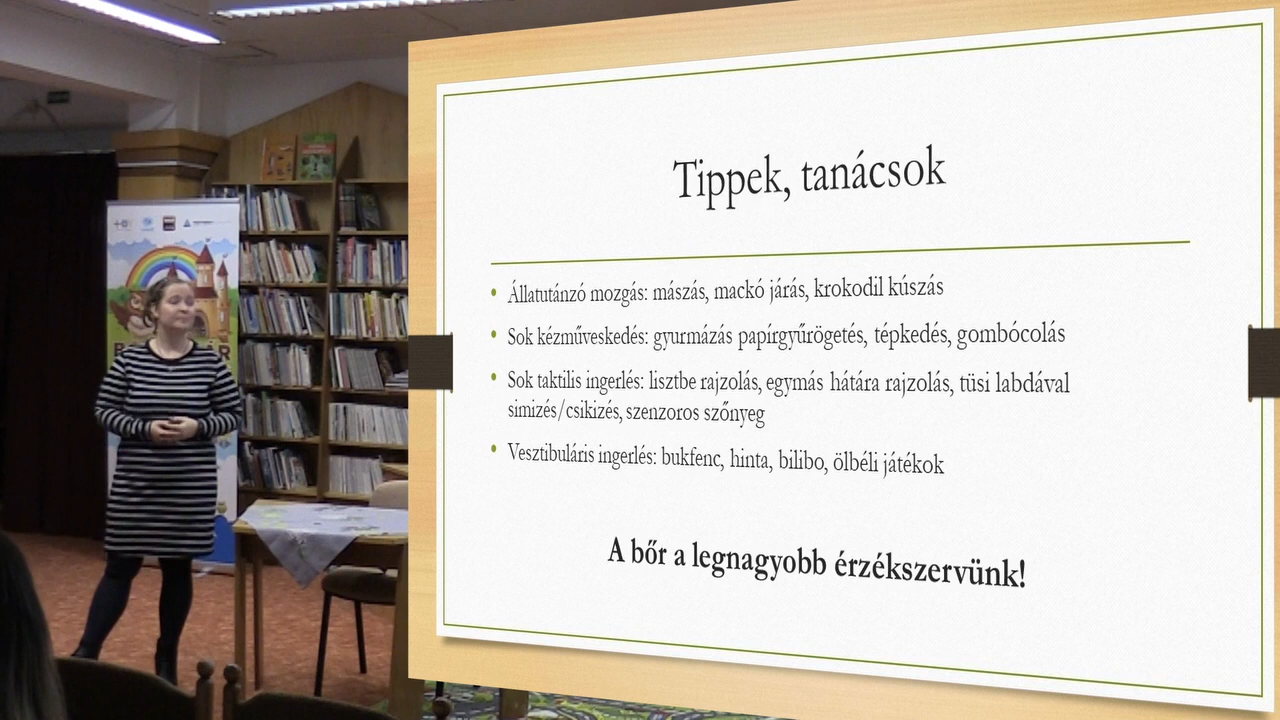 Tippek, tanácsok
• Állatutánzó mozgás: mászás, mackó járás, krokodil kúszás
• Sok kézműveskedés: gyurmázás papírgyűrögetés, tépkedés, gombócolás
• Sok taktilis ingerlés: lisztbe rajzolás, egymás hátára rajzolás, tüsi labdával
simizés/csikizés, szenzoros szőnyeg
• Vesztibuláris ingerlés: bukfenc, hinta, bilibo, ölbéli játékok
A bőr a legnagyobb érzékszervünk!